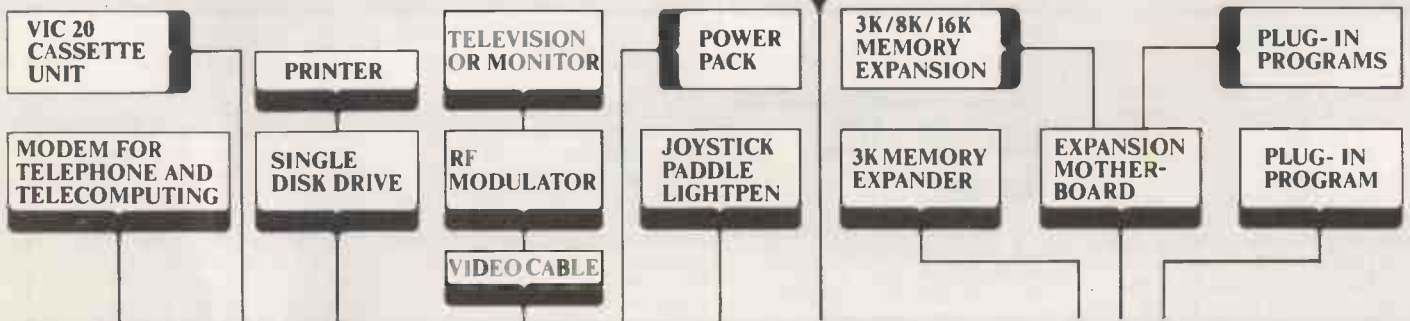 VIC 20
CASSETTE
UNIT
PRINTER
TELEVISION
OR MONITOR
POWER
PACK
3K/8K/16K
MEMORY
EXPANSION
PLUG-IN
PROGRAMS
MODEM FOR
TELEPHONE AND
TELECOMPUTING
SINGLE
DISK DRIVE
RF
MODULATOR
JOYSTICK
PADDLE
LIGHTPEN
3K MEMORY
EXPANDER
EXPANSION
MOTHER-
BOARD
PLUG-IN
PROGRAM
VIDEO CABLE